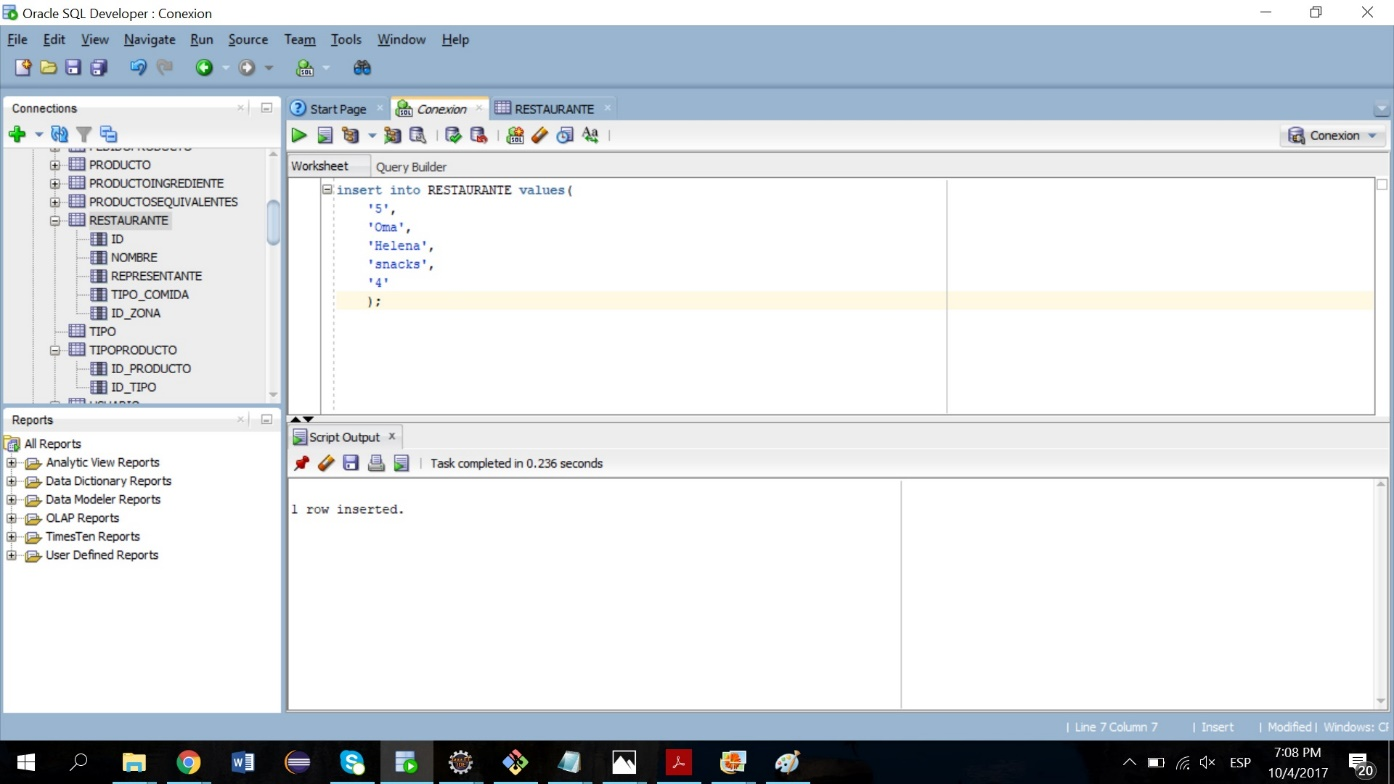 Oracle SQL Developer : Conexion
File Edit View Navigate Run Source Team Tools Window Help
Connections
PRODUCTO
PRODUCTOINGREDIENTE
PRODUCTOSEQUIVALENTES
RESTAURANTE
ID
NOMBRE
REPRESENTANTE
TIPO_COMIDA
ID_ZONA
TIPO
TIPOPRODUCTO
ID_PRODUCTO
ID_TIPO
Reports
All Reports
Analytic View Reports
Data Dictionary Reports
Data Modeler Reports
OLAP Reports
TimesTen Reports
User Defined Reports
Start Page Conexion RESTAURANTE
Conexion
Worksheet Query Builder
insert into RESTAURANTE values(
'5',
'Oma',
'Helena',
'snacks',
'4'
);
Script Output
Task completed in 0.236 seconds
1 row inserted.
Line 7 Column 7 | Insert | Modified | Windows: 
ESP
7:08 PM
10/4/2017
20